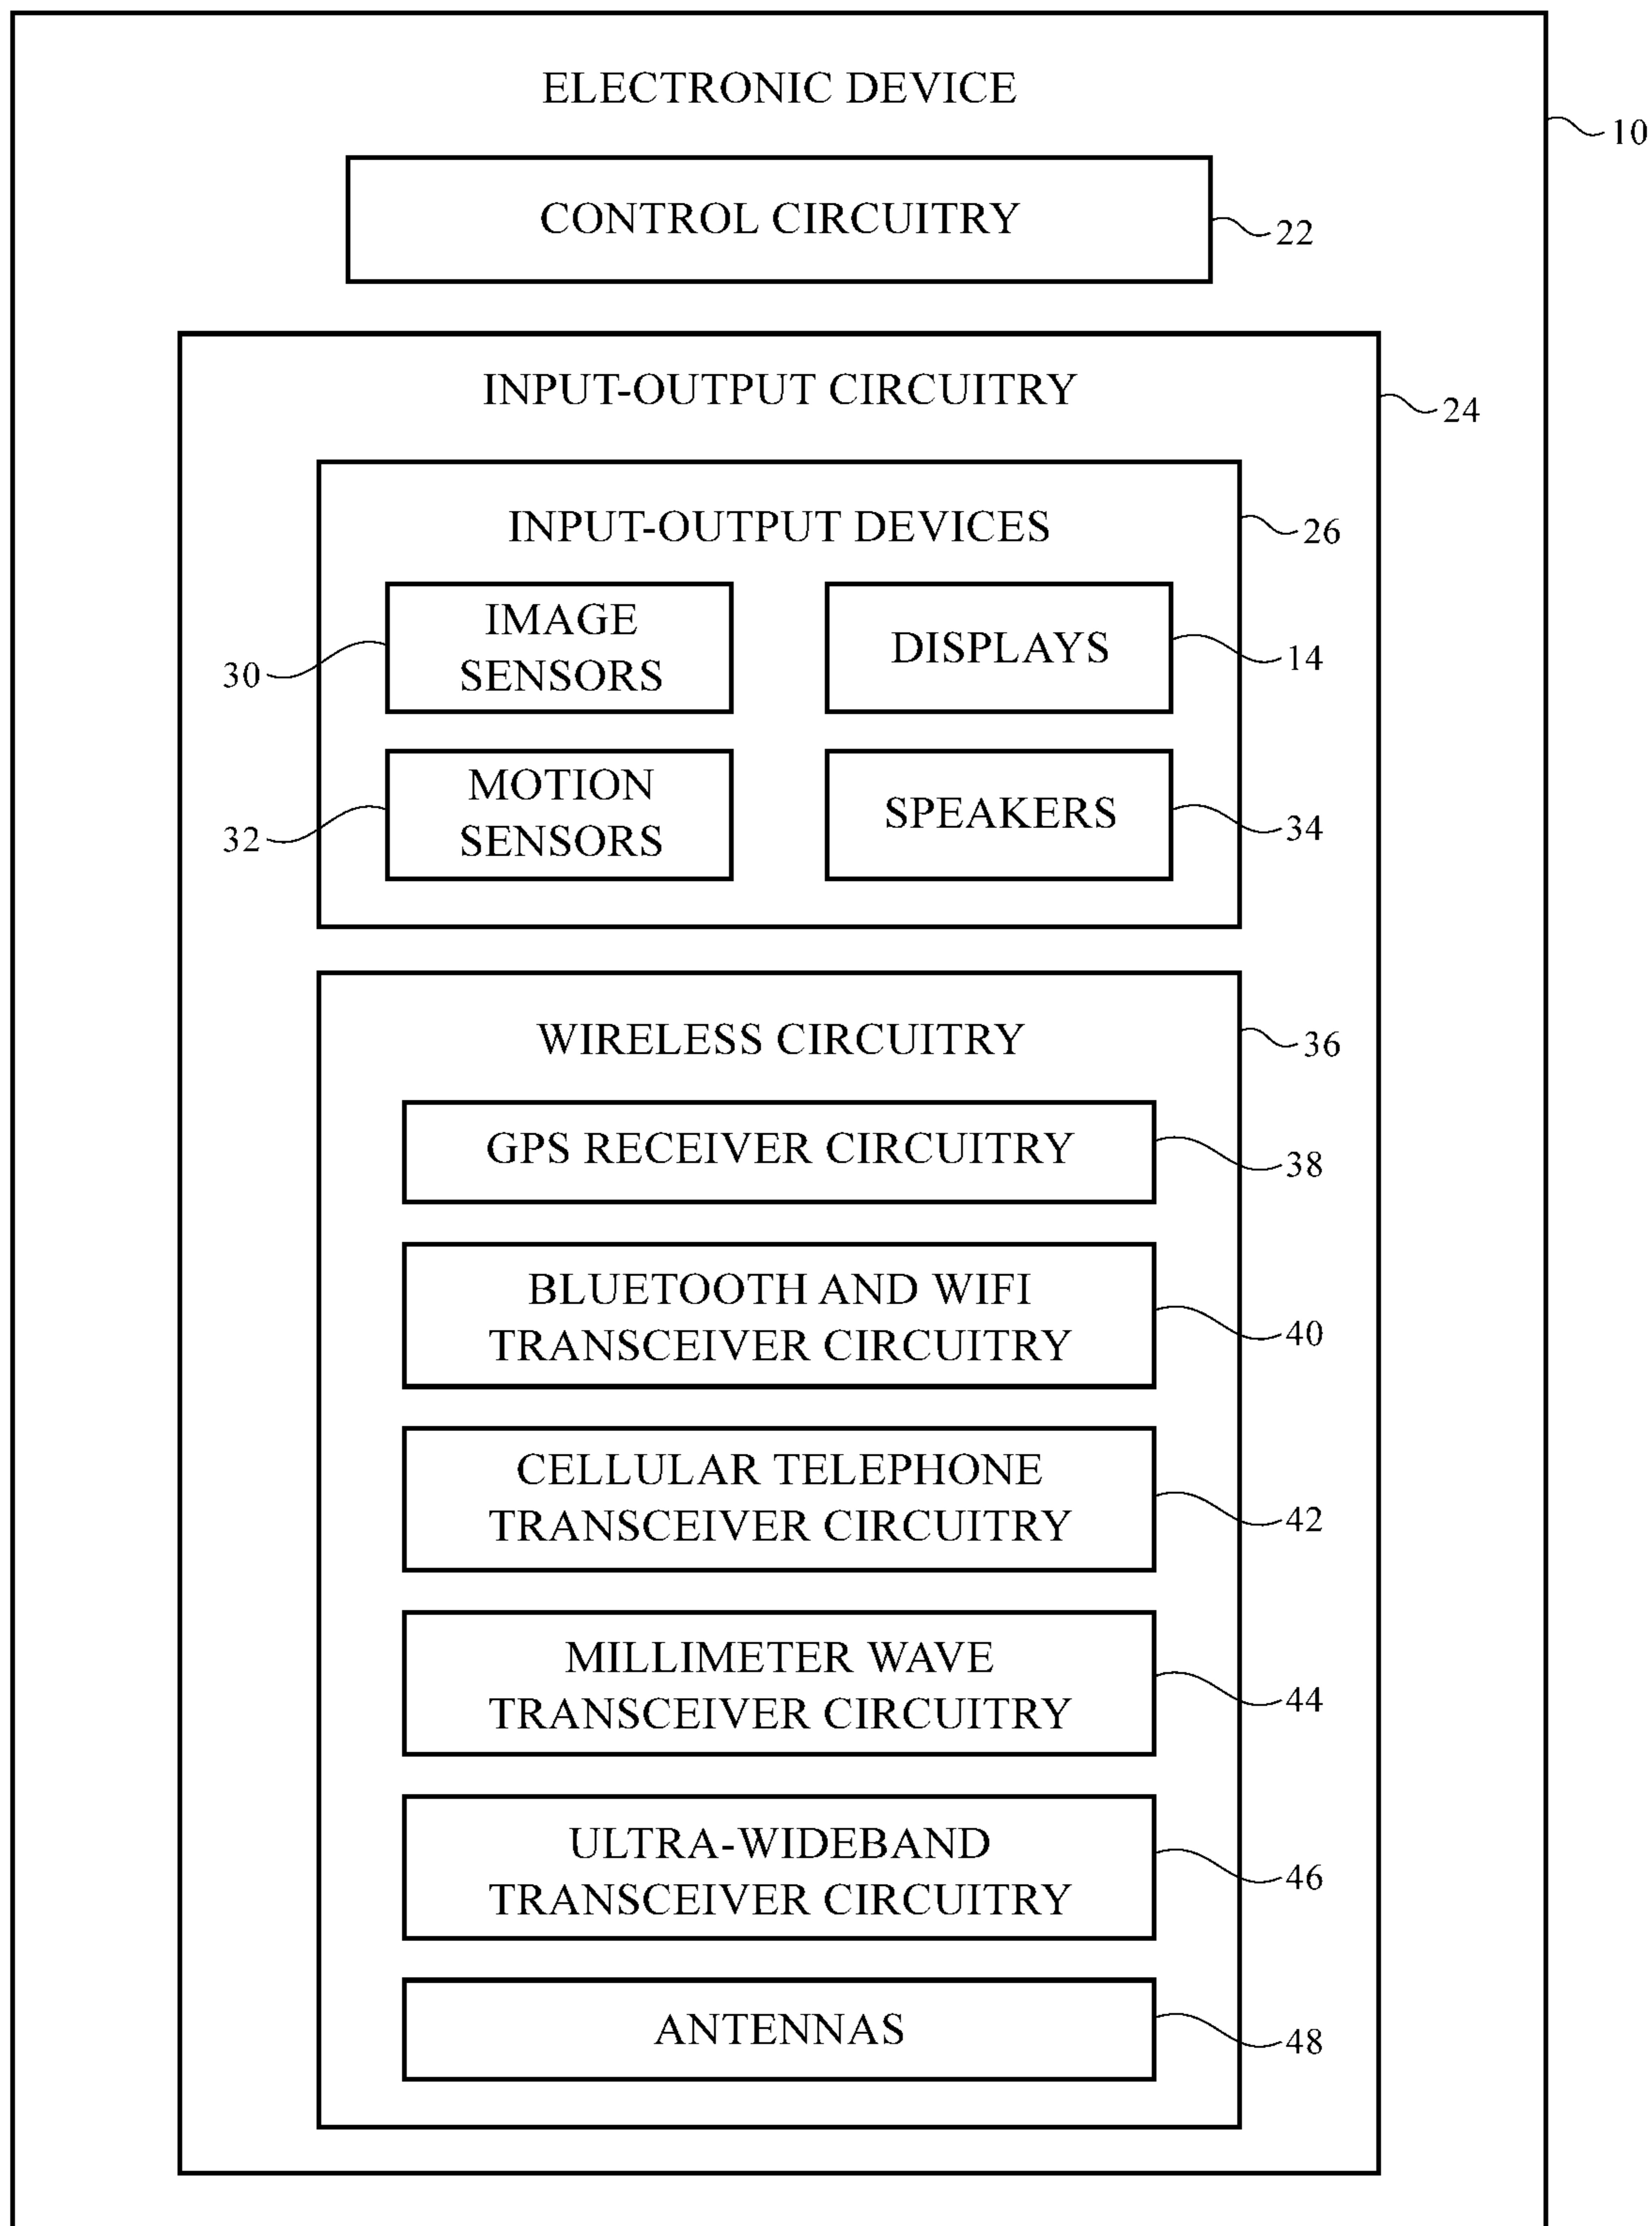 ELECTRONIC DEVICE
10
CONTROL CIRCUITRY
22
INPUT-OUTPUT CIRCUITRY
24
INPUT-OUTPUT DEVICES
26
IMAGE
SENSORS
30
DISPLAYS
14
MOTION
SENSORS
32
SPEAKERS
34
WIRELESS CIRCUITRY
36
GPS RECEIVER CIRCUITRY
38
BLUETOOTH AND WIFI
TRANSCEIVER CIRCUITRY
40
CELLULAR TELEPHONE
TRANSCEIVER CIRCUITRY
42
MILLIMETER WAVE
TRANSCEIVER CIRCUITRY
44
ULTRA-WIDEBAND
TRANSCEIVER CIRCUITRY
46
ANTENNAS
48